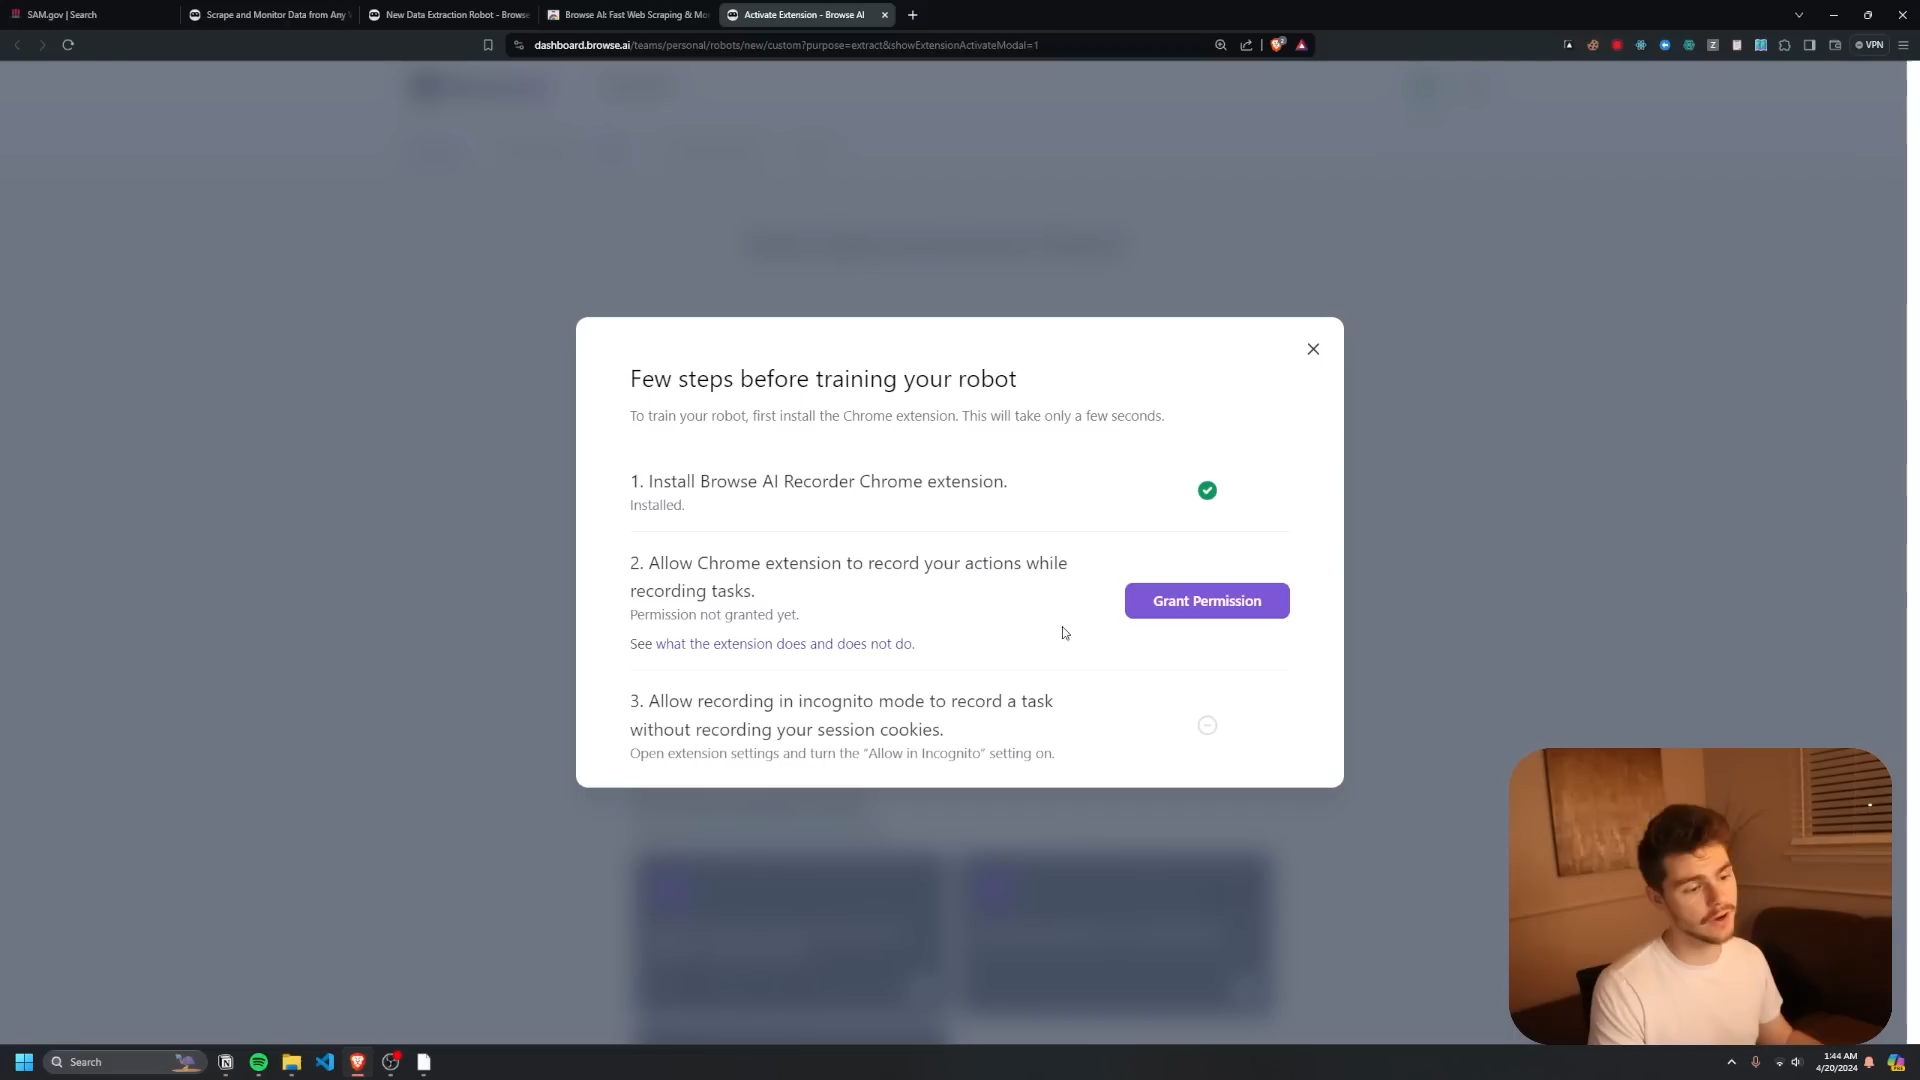 SAM.gov | Search
Scrape and Monitor Data from Any
New Data Extraction Robot - Browse
Browse AI: Fast Web Scraping & Mo
Activate Extension - Browse AI
dashboard.browse.ai/teams/personal/robots/new/custom?purpose=extract&showExtensionActivateModal=1
VPN
Few steps before training your robot
To train your robot, first install the Chrome extension. This will take only a few seconds.
1. Install Browse AI Recorder Chrome extension.
Installed.
2. Allow Chrome extension to record your actions while
recording tasks.
Permission not granted yet.
Grant Permission
See what the extension does and does not do.
3. Allow recording in incognito mode to record a task
without recording your session cookies.
Open extension settings and turn the “Allow in Incognito” setting on.
Search
1:44 AM
4/20/2024